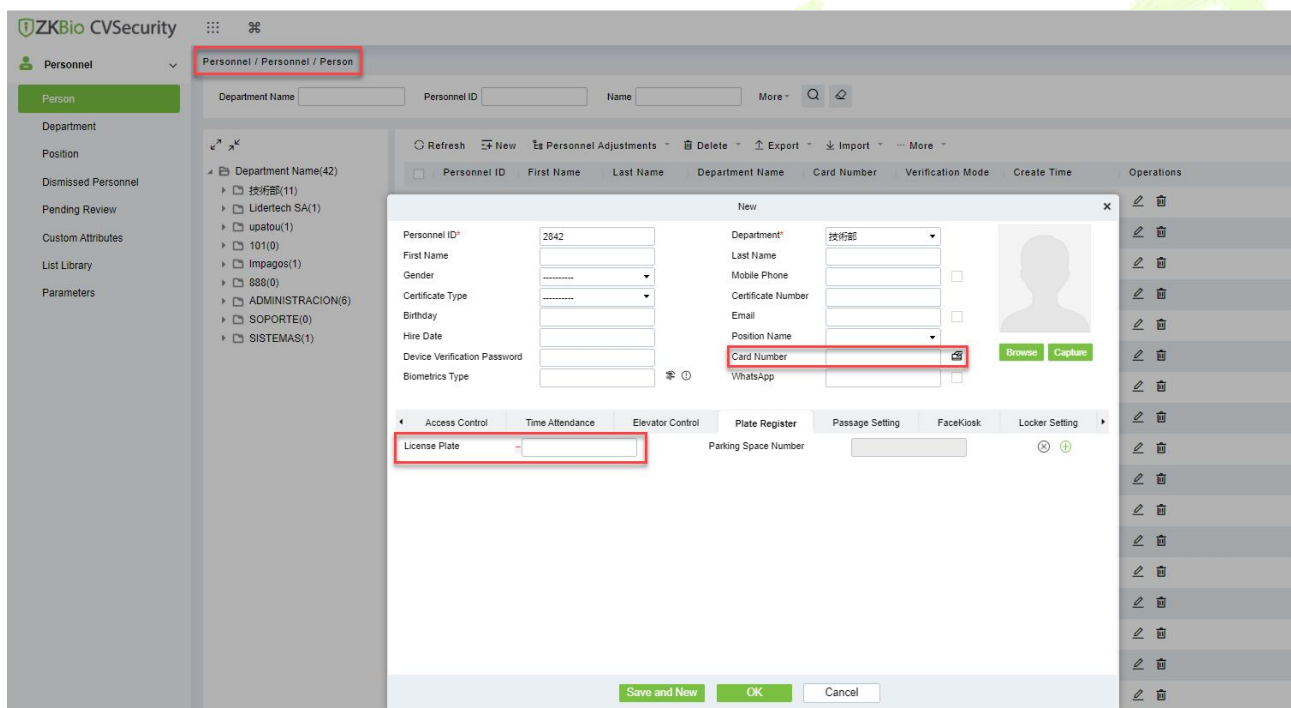 ZKBio CVSecurity
Personnel
Personnel / Personnel / Person
Person
Department
Position
Dismissed Personnel
Pending Review
Custom Attributes
List Library
Parameters
Department Name
Personnel ID
Name
More
Refresh New Personnel Adjustments Delete Export Import ··· More
Department Name(42)
技術部(11)
Lidertech SA(1)
upatou(1)
101(0)
Impagos(1)
888(0)
ADMINISTRACION(6)
SOPORTE(0)
SISTEMAS(1)
Personnel ID First Name Last Name Department Name Card Number Verification Mode Create Time Operations
New
Personnel ID* 2842 Department* 技術部
First Name Last Name
Gender ---------- Mobile Phone
Certificate Type ---------- Certificate Number
Birthday Email
Hire Date Position Name
Device Verification Password Card Number
Biometrics Type WhatsApp
Browse Capture
Access Control Time Attendance Elevator Control Plate Register Passage Setting FaceKiosk Locker Setting
License Plate – Parking Space Number
Save and New OK Cancel